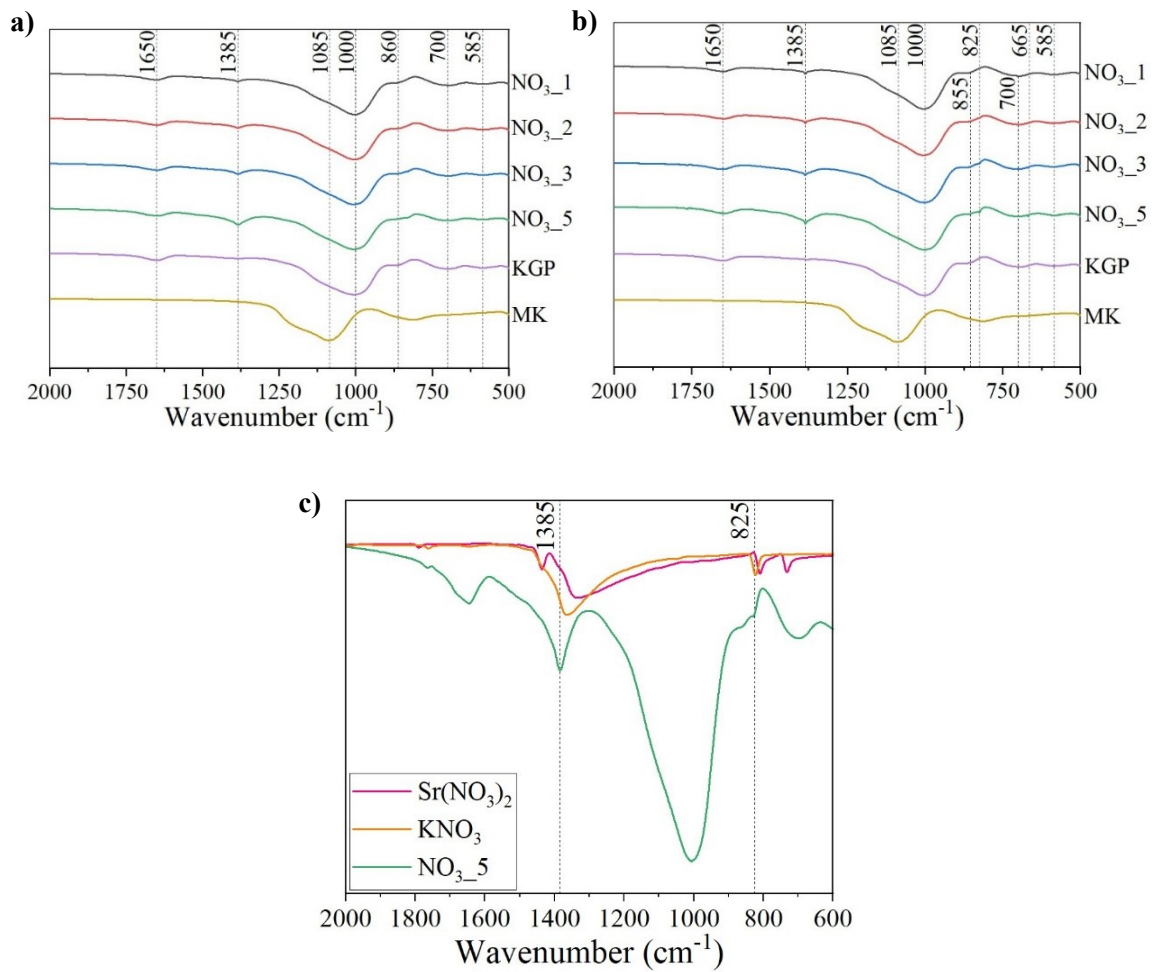 a)
1650
1385
1085
1000
860
700
585
NO₃_1
NO₃_2
NO₃_3
NO₃_5
KGP
MK
2000 1750 1500 1250 1000 750 500
Wavenumber (cm⁻¹)
b)
1650
1385
1085
1000
825
665
585
855
700
NO₃_1
NO₃_2
NO₃_3
NO₃_5
KGP
MK
2000 1750 1500 1250 1000 750 500
Wavenumber (cm⁻¹)
c)
1385
825
Sr(NO₃)₂
KNO₃
NO₃_5
2000 1800 1600 1400 1200 1000 800 600
Wavenumber (cm⁻¹)